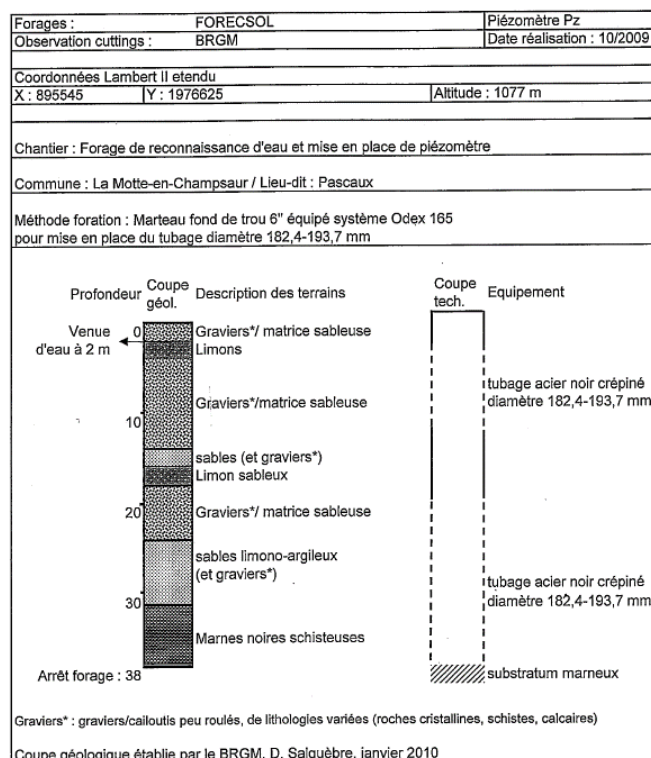 Forages : FORECSOL Piézomètre Pz
Observation cuttings : BRGM Date réalisation : 10/2009
Coordonnées Lambert II etendu
X : 895545 Y : 1976625 Altitude : 1077 m
Chantier : Forage de reconnaissance d'eau et mise en place de piézomètre
Commune : La Motte-en-Champsaur / Lieu-dit : Pascaux
Méthode foration : Marteau fond de trou 6" équipé système Odex 165
pour mise en place du tubage diamètre 182,4-193,7 mm
Profondeur Coupe géol. Description des terrains Coupe tech. Equipement
Venue d'eau à 2 m
0 Graviers*/ matrice sableuse
Limons
Graviers*/matrice sableuse
tubage acier noir crépiné
diamètre 182,4-193,7 mm
10
sables (et graviers*)
Limon sableux
20 Graviers*/ matrice sableuse
sables limono-argileux
(et graviers*)
tubage acier noir crépiné
diamètre 182,4-193,7 mm
30
Marnes noires schisteuses
Arrêt forage : 38 substratum marneux
Graviers* : graviers/cailoutis peu roulés, de lithologies variées (roches cristallines, schistes, calcaires)
Coupe géologique établie par le BRGM, D. Salquèbre, janvier 2010